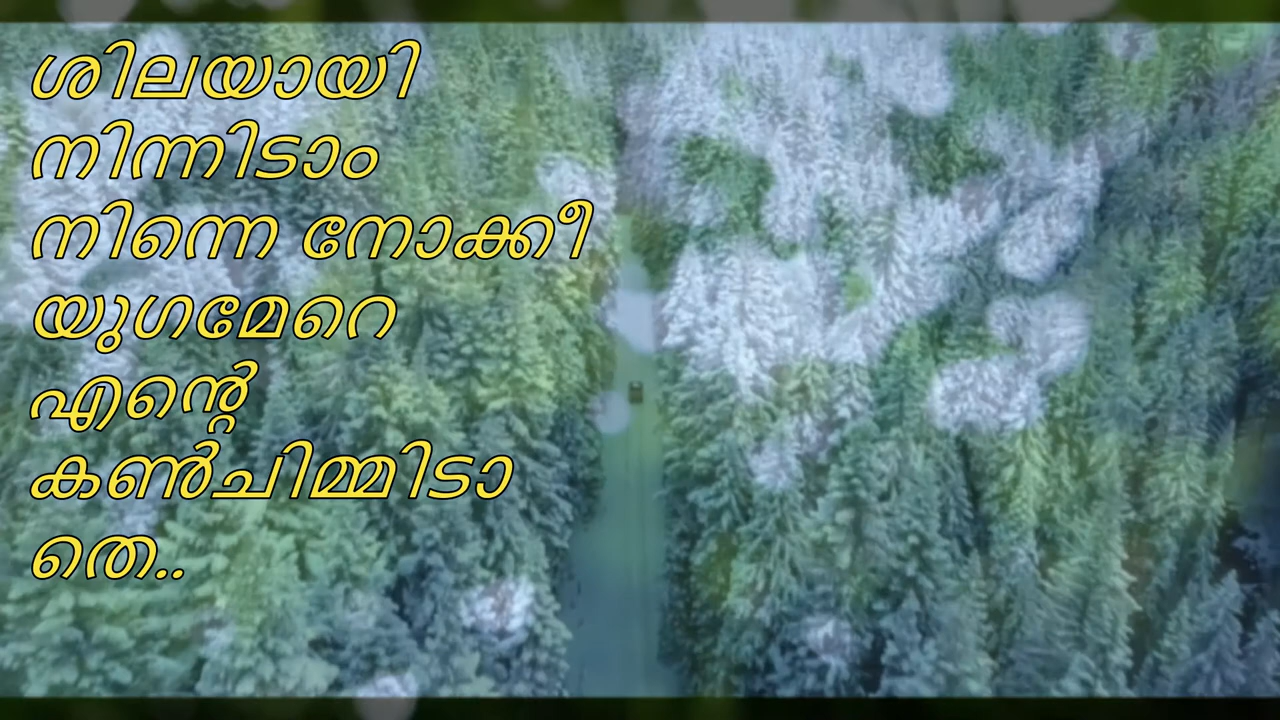 ശിലയായി
നിന്നിടാം
നിന്നെ നോക്കീ
യുഗമേറെ
എന്റെ
കൺചിമ്മിടാ
തെ..